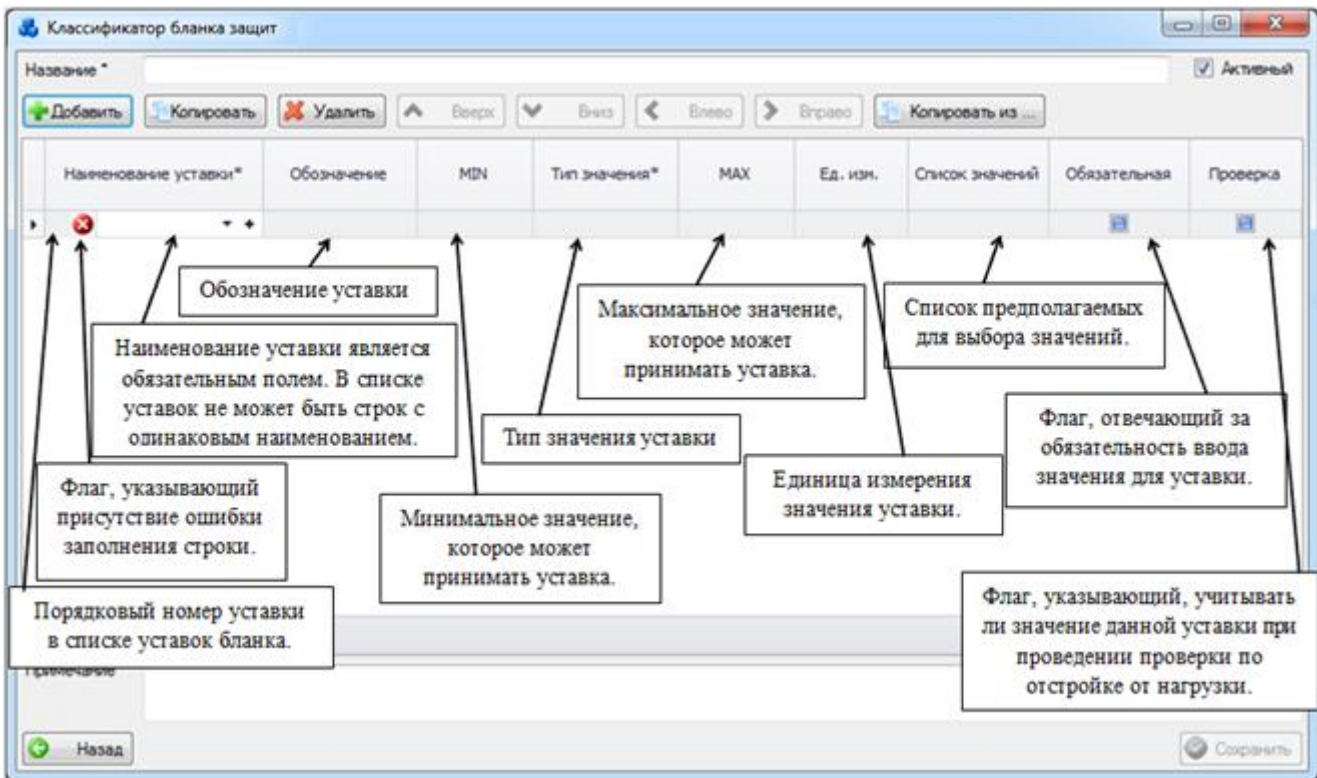 Классификатор бланка защит
Название *
Активный
Добавить Копировать Удалить Вверх Вниз Влево Вправо Копировать из ...
Наименование уставки* Обозначение MIN Тип значения* MAX Ед. изм. Список значений Обязательная Проверка
Обозначение уставки
Наименование уставки является
обязательным полем. В списке
уставок не может быть строк с
одинаковым наименованием.
Максимальное значение,
которое может
принимать уставка.
Список предполагаемых
для выбора значений.
Тип значения уставки
Флаг, отвечающий за
обязательность ввода
значения для уставки.
Флаг, указывающий
присутствие ошибки
заполнения строки.
Единица измерения
значения уставки.
Минимальное значение,
которое может
принимать уставка.
Порядковый номер уставки
в списке уставок бланка.
Флаг, указывающий, учитывать
ли значение данной уставки при
проведении проверки по
отстройке от нагрузки.
Примечание
Назад
Сохранить